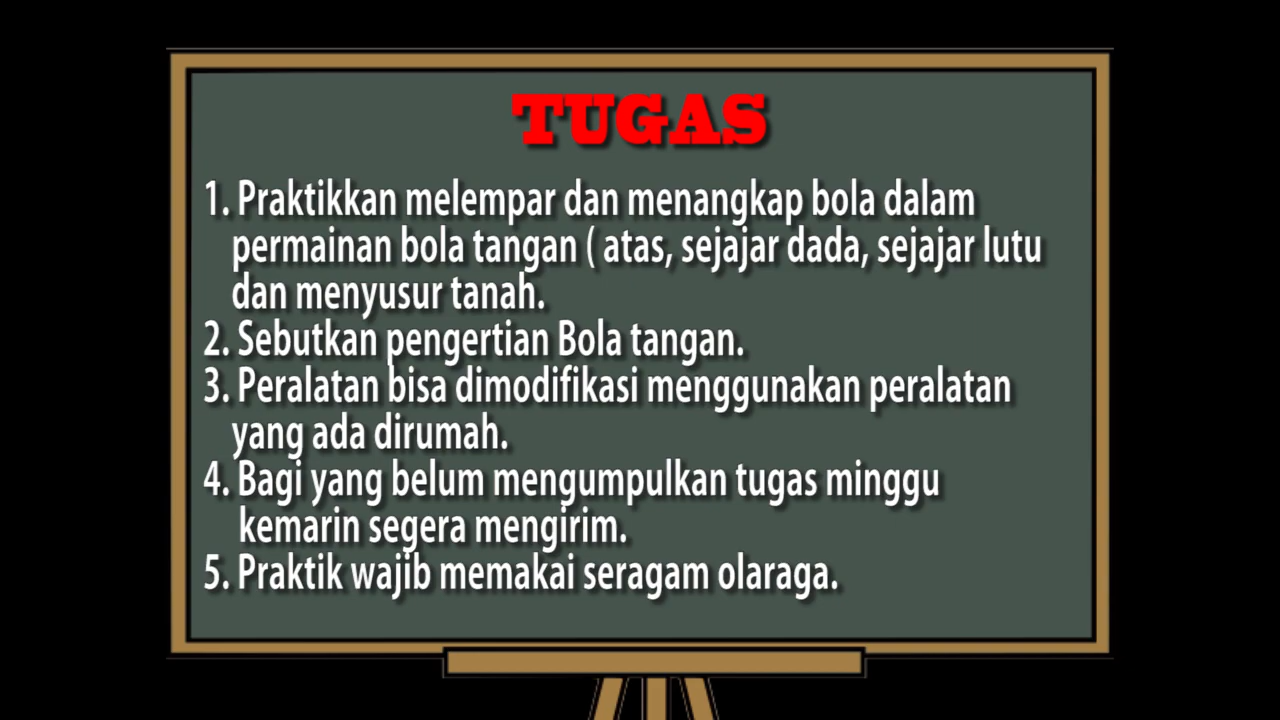 TUGAS
1. Praktikkan melempar dan menangkap bola dalam
permainan bola tangan ( atas, sejajar dada, sejajar lutu
dan menyusur tanah.
2. Sebutkan pengertian Bola tangan.
3. Peralatan bisa dimodifikasi menggunakan peralatan
yang ada dirumah.
4. Bagi yang belum mengumpulkan tugas minggu
kemarin segera mengirim.
5. Praktik wajib memakai seragam olaraga.